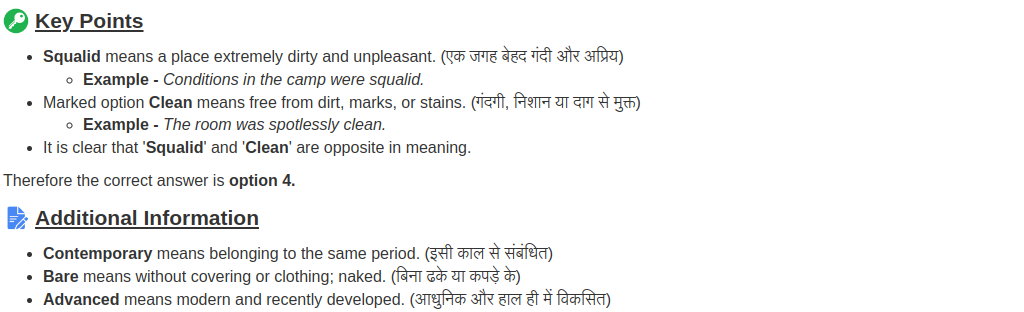 Key Points
Squalid means a place extremely dirty and unpleasant. (एक जगह बेहद गंदी और अप्रिय)
Example - Conditions in the camp were squalid.
Marked option Clean means free from dirt, marks, or stains. (गंदगी, निशान या दाग से मुक्त)
Example - The room was spotlessly clean.
It is clear that 'Squalid' and 'Clean' are opposite in meaning.
Therefore the correct answer is option 4.
Additional Information
Contemporary means belonging to the same period. (इसी काल से संबंधित)
Bare means without covering or clothing; naked. (बिना ढके या कपड़े के)
Advanced means modern and recently developed. (आधुनिक और हाल ही में विकसित)